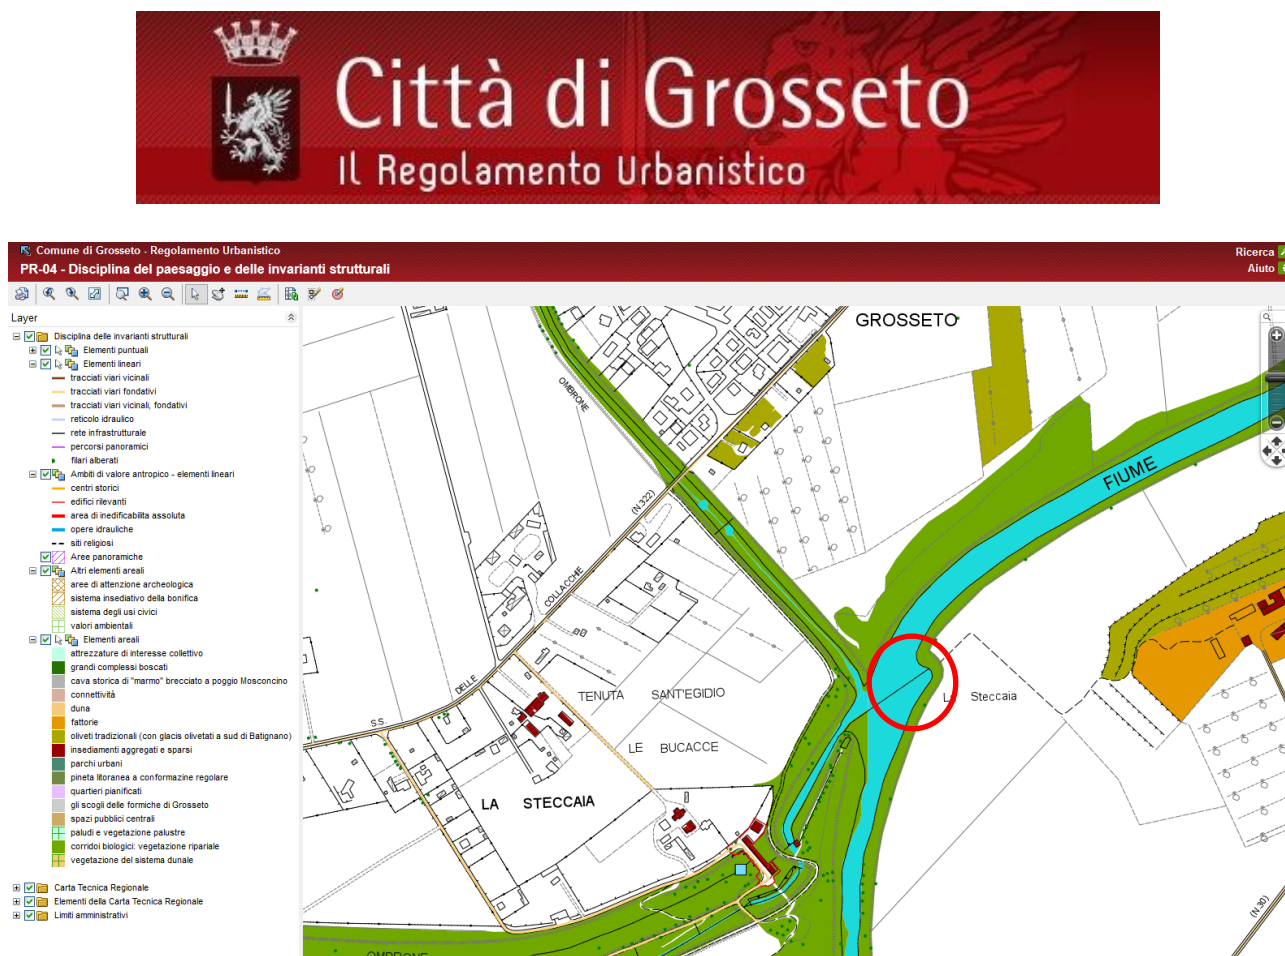 Città di Grosseto
Il Regolamento Urbanistico
Comune di Grosseto - Regolamento Urbanistico
Ricerca
PR-04 - Disciplina del paesaggio e delle invarianti strutturali
Aiuto
Layer
Disciplina delle invarianti strutturali
Elementi puntuali
Elementi lineari
tracciati viari vicinali
tracciati viari fondativi
tracciati viari vicinali, fondativi
reticolo idraulico
rete infrastrutturale
percorsi panoramici
filari alberati
Ambiti di valore antropico - elementi lineari
centri storici
edifici rilevanti
area di inedificabilita assoluta
opere idrauliche
siti religiosi
Aree panoramiche
Altri elementi areali
aree di attenzione archeologica
sistema insediativo della bonifica
sistema degli usi civici
valori ambientali
Elementi areali
attrezzature di interesse collettivo
grandi complessi boscati
cava storica di "marmo" brecciato a poggio Mosconcino
connettività
duna
fattorie
oliveti tradizionali (con glacis olivetati a sud di Batignano)
insediamenti aggregati e sparsi
parchi urbani
pineta litoranea a conformazione regolare
quartieri pianificati
gli scogli delle formiche di Grosseto
spazi pubblici centrali
paludi e vegetazione palustre
corridoi biologici: vegetazione ripariale
vegetazione del sistema dunale
Carta Tecnica Regionale
Elementi della Carta Tecnica Regionale
Limiti amministrativi
GROSSETO
OMBRONE
FIUME
(N.322)
COLLACCHIE
DELLE
S.S.
TENUTA SANT'EGIDIO
Steccaia
LE BUCACCE
LA STECCAIA
(N.30)
OMBRONE